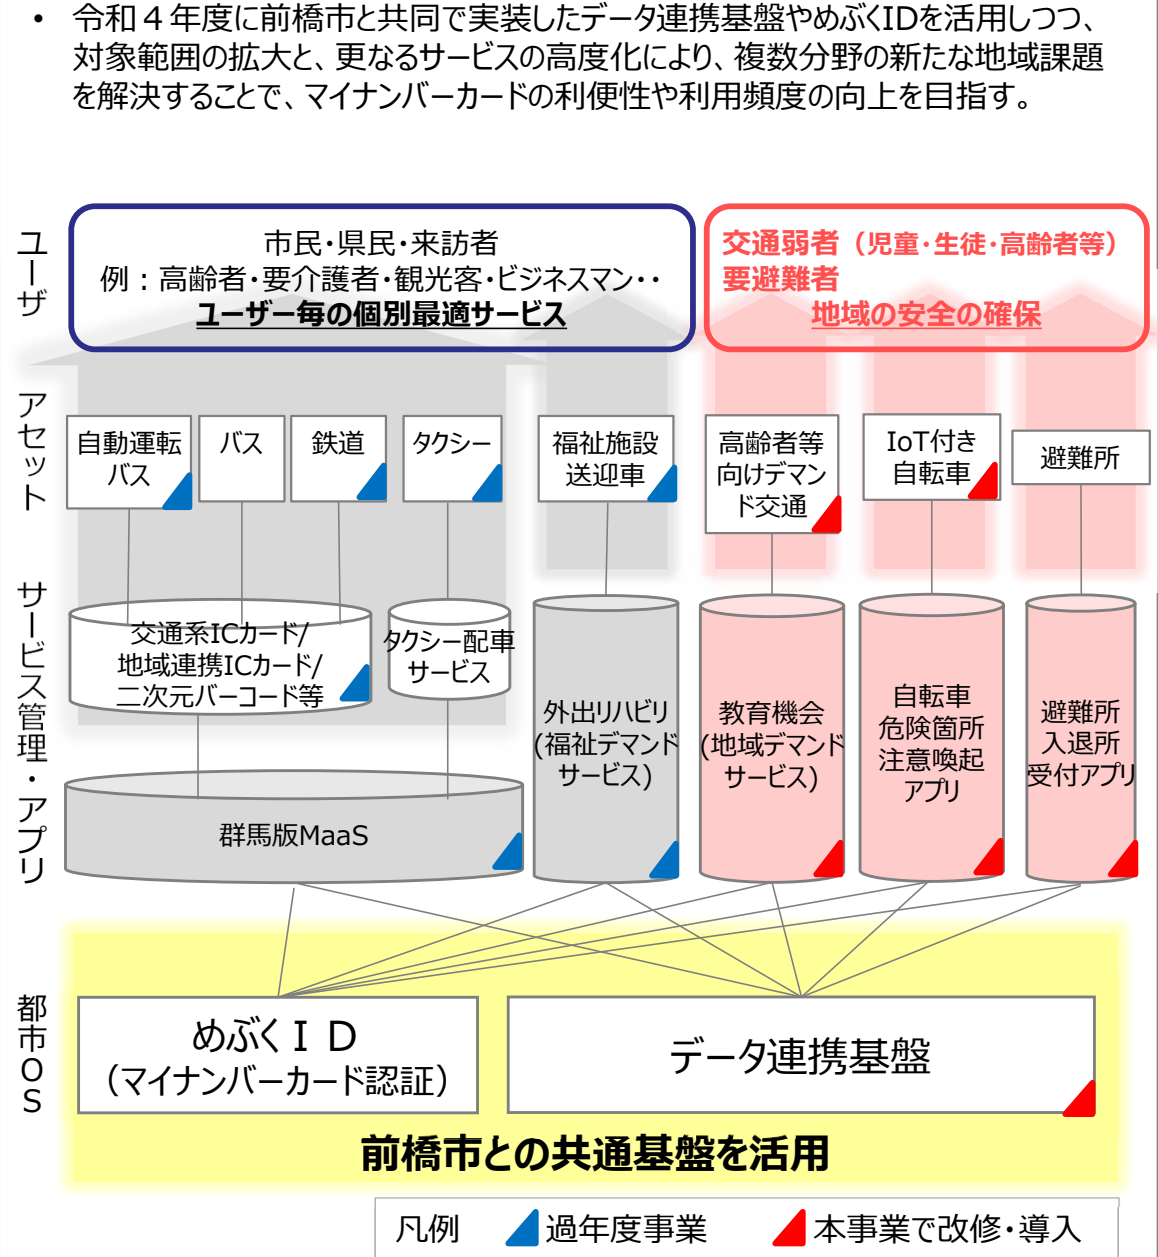 • 令和４年度に前橋市と共同で実装したデータ連携基盤やめぶくIDを活用しつつ、
対象範囲の拡大と、更なるサービスの高度化により、複数分野の新たな地域課題
を解決することで、マイナンバーカードの利便性や利用頻度の向上を目指す。
ユーザ
市民・県民・来訪者
例：高齢者・要介護者・観光客・ビジネスマン・・
ユーザー毎の個別最適サービス
交通弱者（児童・生徒・高齢者等）
要避難者
地域の安全の確保
アセット
自動運転
バス
バス
鉄道
タクシー
福祉施設
送迎車
高齢者等
向けデマン
ド交通
IoT付き
自転車
避難所
サービス管理・アプリ
交通系ICカード/
地域連携ICカード/
二次元バーコード等
タクシー配車
サービス
外出リハビリ
(福祉デマンド
サービス)
教育機会
(地域デマンド
サービス)
自転車
危険箇所
注意喚起
アプリ
避難所
入退所
受付アプリ
群馬版MaaS
都市OS
めぶくＩＤ
（マイナンバーカード認証）
データ連携基盤
前橋市との共通基盤を活用
凡例
過年度事業
本事業で改修・導入